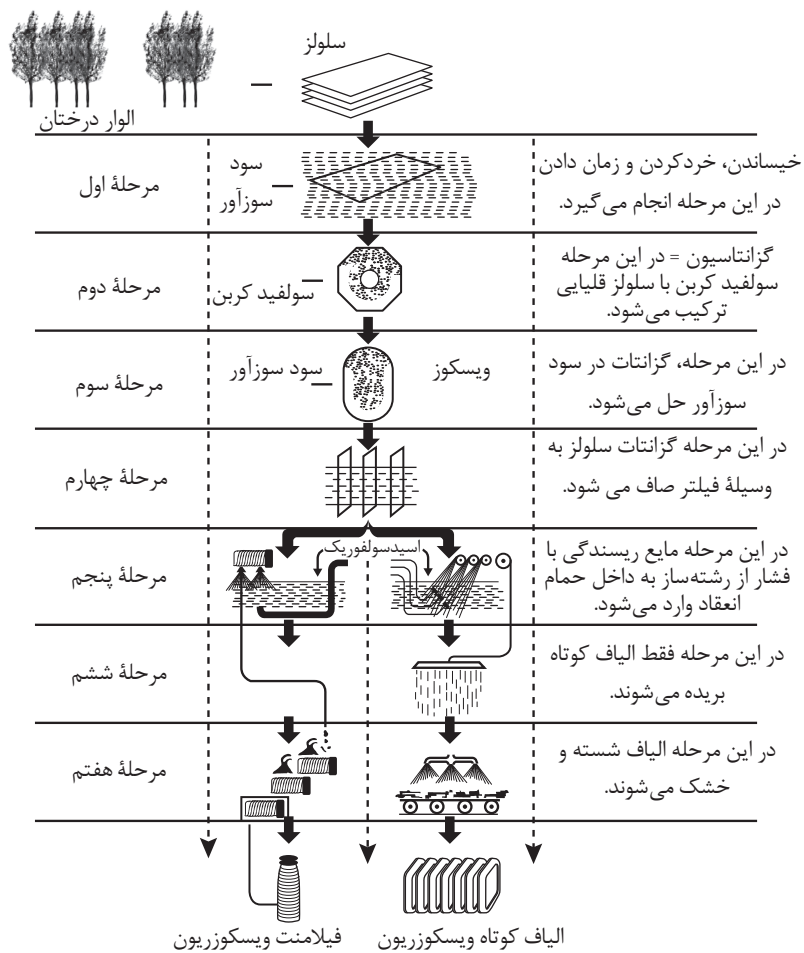 سلولز
الوار درختان
خیساندن، خردکردن و زمان دادن
در این مرحله انجام می‌گیرد.
سود
سوزآور
مرحلهٔ اول
گزانتاسیون = در این مرحله
سولفید کربن با سلولز قلیایی
ترکیب می‌شود.
سولفید کربن
مرحلهٔ دوم
در این مرحله، گزانتات در سود
سوزآور حل می‌شود.
ویسکوز
سود سوزآور
مرحلهٔ سوم
در این مرحله گزانتات سلولز به
وسیلهٔ فیلتر صاف می شود.
مرحلهٔ چهارم
در این مرحله مایع ریسندگی با
فشار از رشته‌ساز به داخل حمام
انعقاد وارد می‌شود.
اسیدسولفوریک
مرحلهٔ پنجم
در این مرحله فقط الیاف کوتاه
بریده می‌شوند.
مرحلهٔ ششم
در این مرحله الیاف شسته و
خشک می‌شوند.
مرحلهٔ هفتم
الیاف کوتاه ویسکوزریون
فیلامنت ویسکوزریون